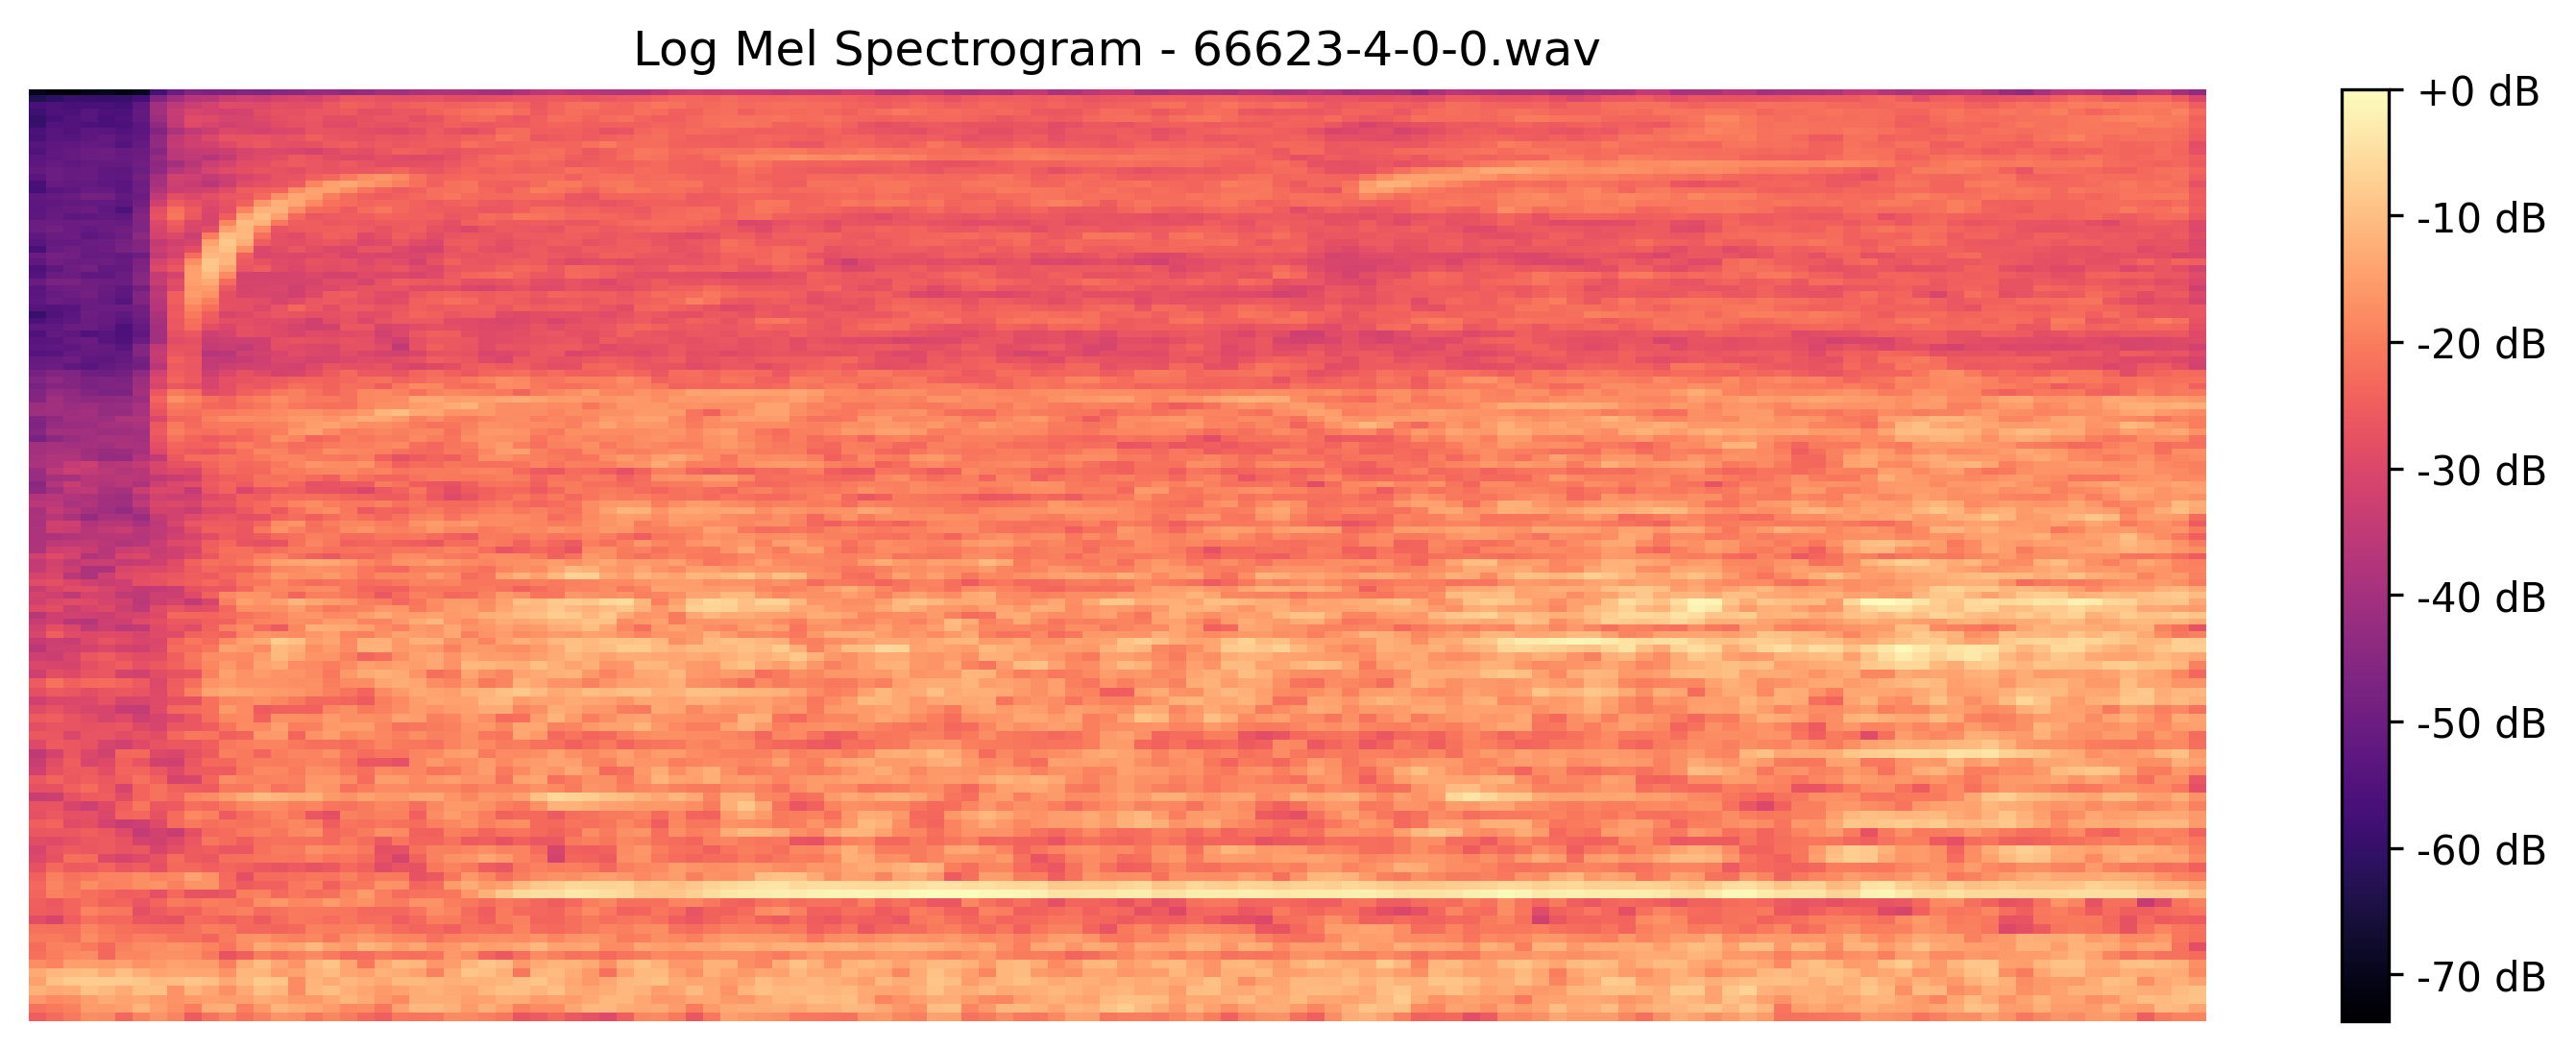 Log Mel Spectrogram - 66623-4-0-0.wav
+0 dB
-10 dB
-20 dB
-30 dB
-40 dB
-50 dB
-60 dB
-70 dB